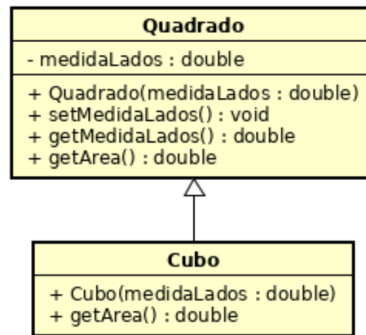 Quadrado
- medidaLados : double
+ Quadrado(medidaLados : double)
+ setMedidaLados() : void
+ getMedidaLados() : double
+ getArea() : double
Cubo
+ Cubo(medidaLados : double)
+ getArea() : double